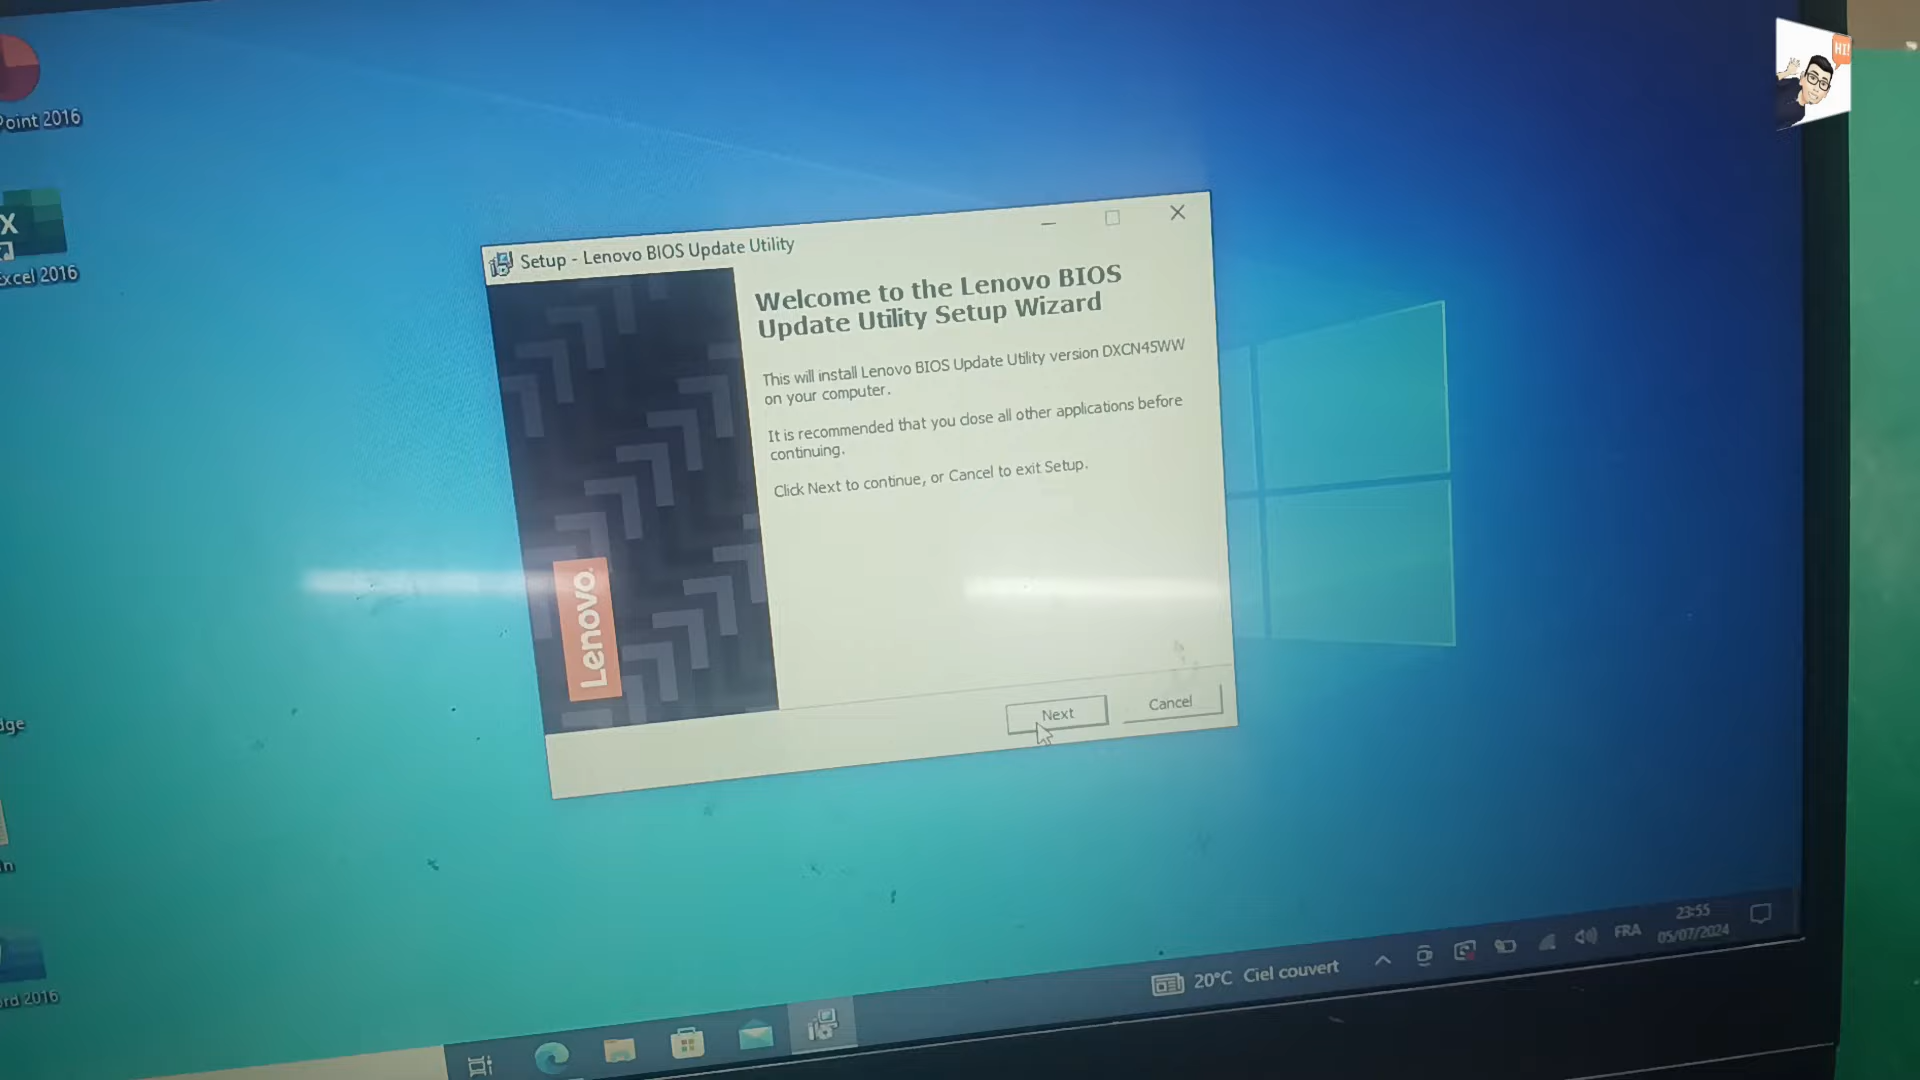 HI!
Point 2016
X
Excel 2016
Setup - Lenovo BIOS Update Utility
Welcome to the Lenovo BIOS
Update Utility Setup Wizard
This will install Lenovo BIOS Update Utility version DXCN45WW
on your computer.
It is recommended that you close all other applications before
continuing.
Click Next to continue, or Cancel to exit Setup.
Lenovo
Next
Cancel
dge
n
ord 2016
20°C Ciel couvert
FRA
23:55
05/07/2024